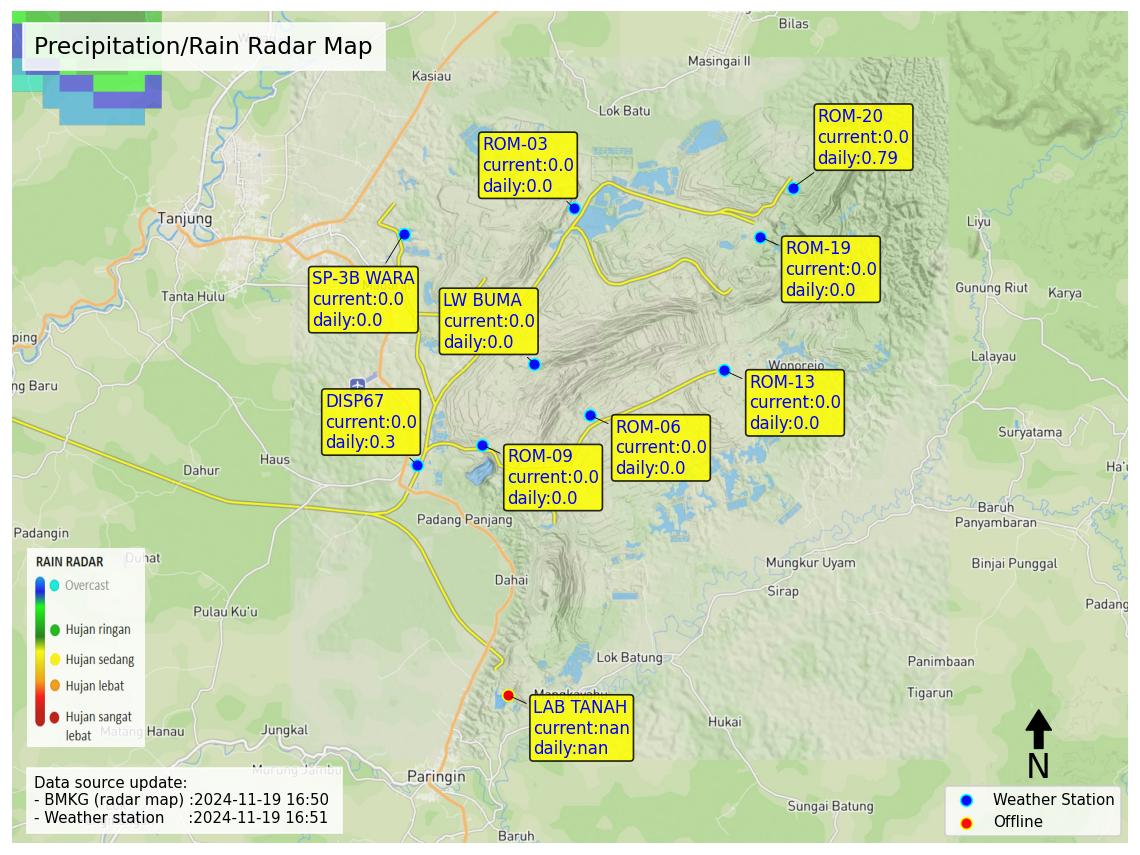 Precipitation/Rain Radar Map
Bilas
Masingai II
Kasiau
Lok Batu
ROM-20
current:0.0
daily:0.79
ROM-03
current:0.0
daily:0.0
Tanjung
Liyu
ROM-19
current:0.0
daily:0.0
SP-3B WARA
current:0.0
daily:0.0
Tanta Hulu
LW BUMA
current:0.0
daily:0.0
Gunung Riut
Karya
ping
Lalayau
Wonorejo
ng Baru
ROM-13
current:0.0
daily:0.0
DISP67
current:0.0
daily:0.3
ROM-06
current:0.0
daily:0.0
Suryatama
ROM-09
current:0.0
daily:0.0
Haus
Dahur
Ha'u
Padang Panjang
Baruh
Panyambaran
Padangin
Duhat
Mungkur Uyam
Binjai Punggal
Dahai
Sirap
Padang
Pulau Ku'u
RAIN RADAR
Overcast
Hujan ringan
Hujan sedang
Hujan lebat
Hujan sangat
lebat
Lok Batung
Panimbaan
Tigarun
Mangkayahu
LAB TANAH
current:nan
daily:nan
Hukai
Matang Hanau
Jungkal
Murung Jambu
Paringin
N
Data source update:
- BMKG (radar map) :2024-11-19 16:50
- Weather station :2024-11-19 16:51
Sungai Batung
Baruh
Weather Station
Offline